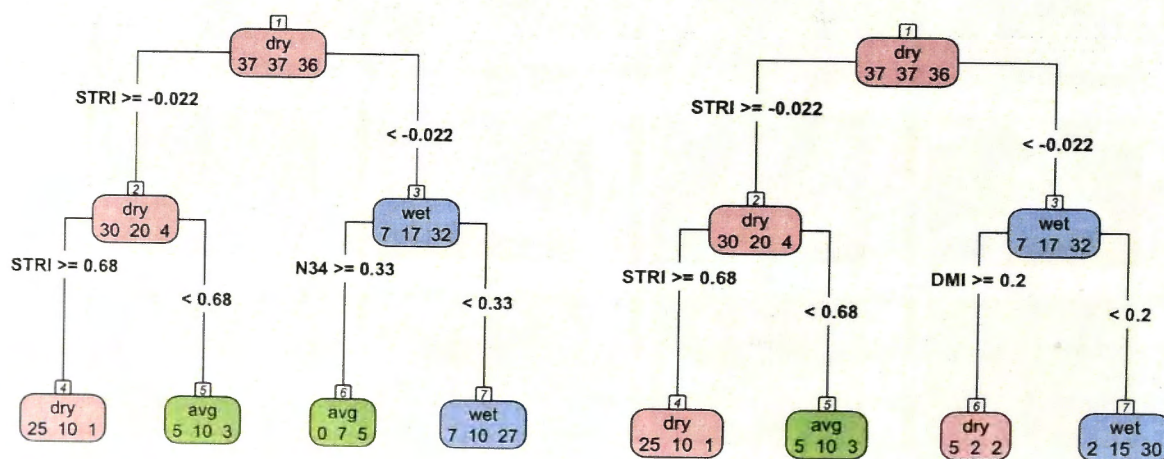 1
dry
37 37 36
STRI >= -0.022
< -0.022
2
dry
30 20 4
3
wet
7 17 32
STRI >= 0.68
< 0.68
N34 >= 0.33
< 0.33
4
dry
25 10 1
5
avg
5 10 3
6
avg
0 7 5
7
wet
7 10 27
1
dry
37 37 36
STRI >= -0.022
< -0.022
2
dry
30 20 4
3
wet
7 17 32
STRI >= 0.68
< 0.68
DMI >= 0.2
< 0.2
4
dry
25 10 1
5
avg
5 10 3
6
dry
5 2 2
7
wet
2 15 30